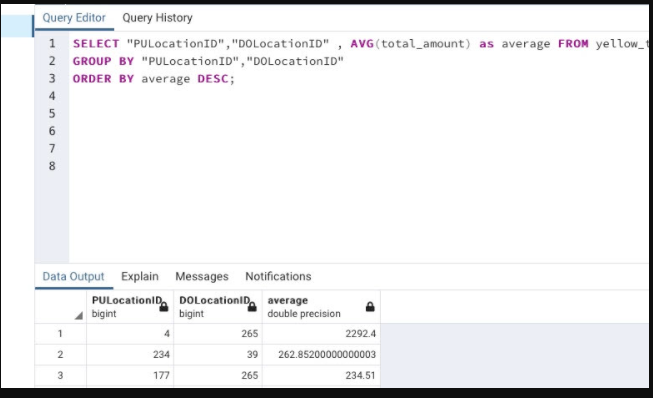 Query Editor Query History
1 SELECT "PULocationID","DOLocationID" , AVG(total_amount) as average FROM yellow_t
2 GROUP BY "PULocationID","DOLocationID"
3 ORDER BY average DESC;
4
5
6
7
8
Data Output Explain Messages Notifications
PULocationID DOLocationID average
bigint bigint double precision
1 4 265 2292.4
2 234 39 262.85200000000003
3 177 265 234.51